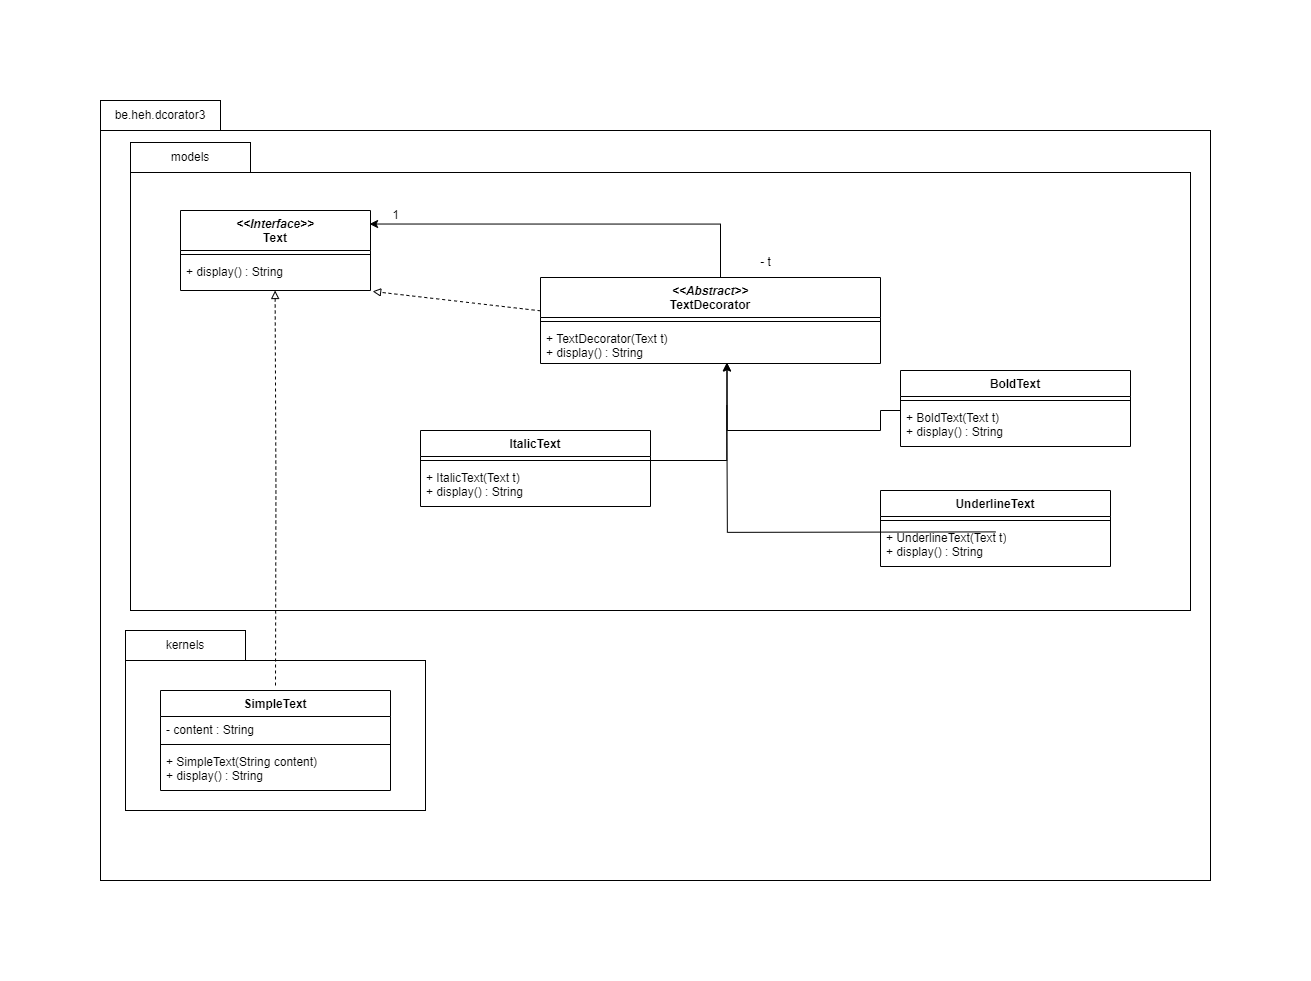 be.heh.dcorator3
models
<<Interface>>
Text
+ display() : String
1
- t
<<Abstract>>
TextDecorator
+ TextDecorator(Text t)
+ display() : String
BoldText
+ BoldText(Text t)
+ display() : String
ItalicText
+ ItalicText(Text t)
+ display() : String
UnderlineText
+ UnderlineText(Text t)
+ display() : String
kernels
SimpleText
- content : String
+ SimpleText(String content)
+ display() : String